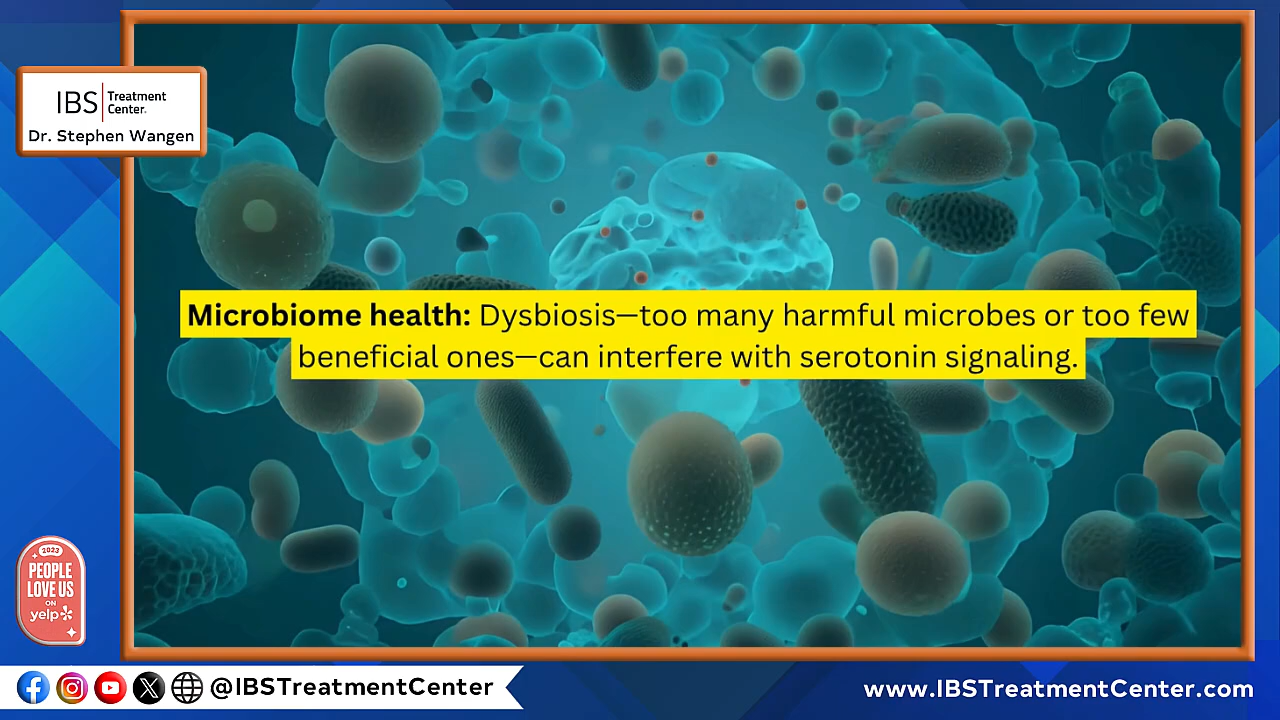 IBS Treatment
Center.
Dr. Stephen Wangen
Microbiome health: Dysbiosis—too many harmful microbes or too few
beneficial ones—can interfere with serotonin signaling.
2023
PEOPLE
LOVE US
ON
yelp
@IBSTreatmentCenter
www.IBSTreatmentCenter.com